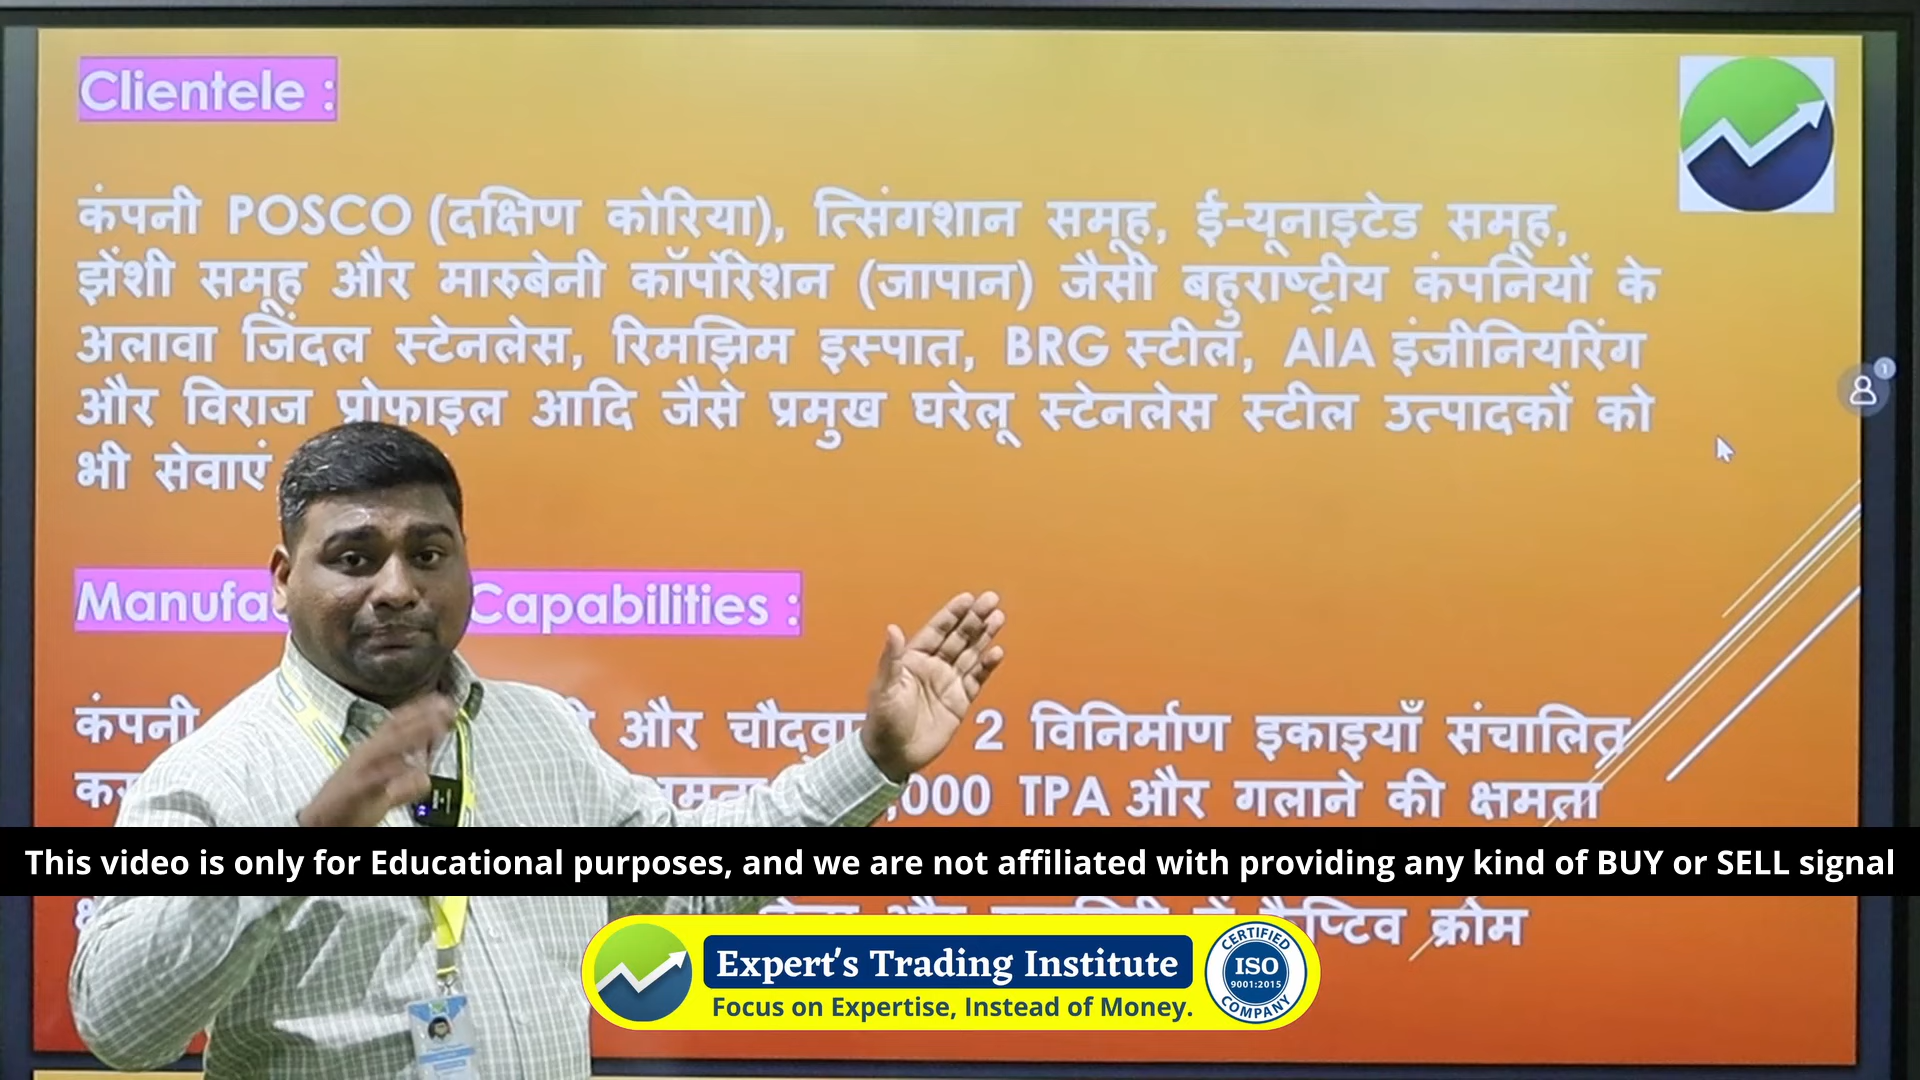 Clientele :
कंपनी POSCO (दक्षिण कोरिया), त्सिंगशान समूह, ई-यूनाइटेड समूह,
झेंशी समूह और मारुबेनी कॉर्पोरेशन (जापान) जैसी बहुराष्ट्रीय कंपनियों के
अलावा जिंदल स्टेनलेस, रिमझिम इस्पात, BRG स्टील, AIA इंजीनियरिंग
और विराज प्रोफाइल आदि जैसे प्रमुख घरेलू स्टेनलेस स्टील उत्पादकों को
भी सेवाएं
1
Capabilities :
कंपनी और 2 विनिर्माण इकाइयाँ संचालित
,000 TPA और गलाने की क्षमता
This video is only for Educational purposes, and we are not affiliated with providing any kind of BUY or SELL signal
क्रोम
Expert's Trading Institute
Focus on Expertise, Instead of Money.
CERTIFIED
ISO
9001:2015
COMPANY